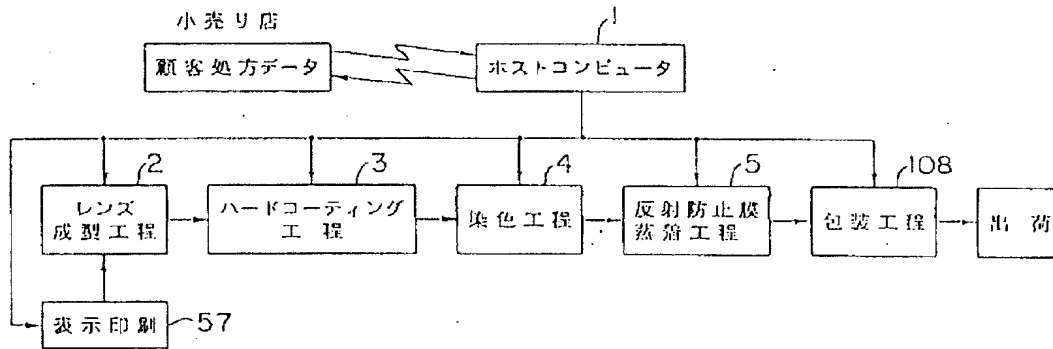 小売り店
1
顧客処方データ
ホストコンピュータ
2
3
4
5
108
レンズ
成型工程
ハードコーティング
工程
染色工程
反射防止膜
蒸着工程
包装工程
出荷
表示印刷
57